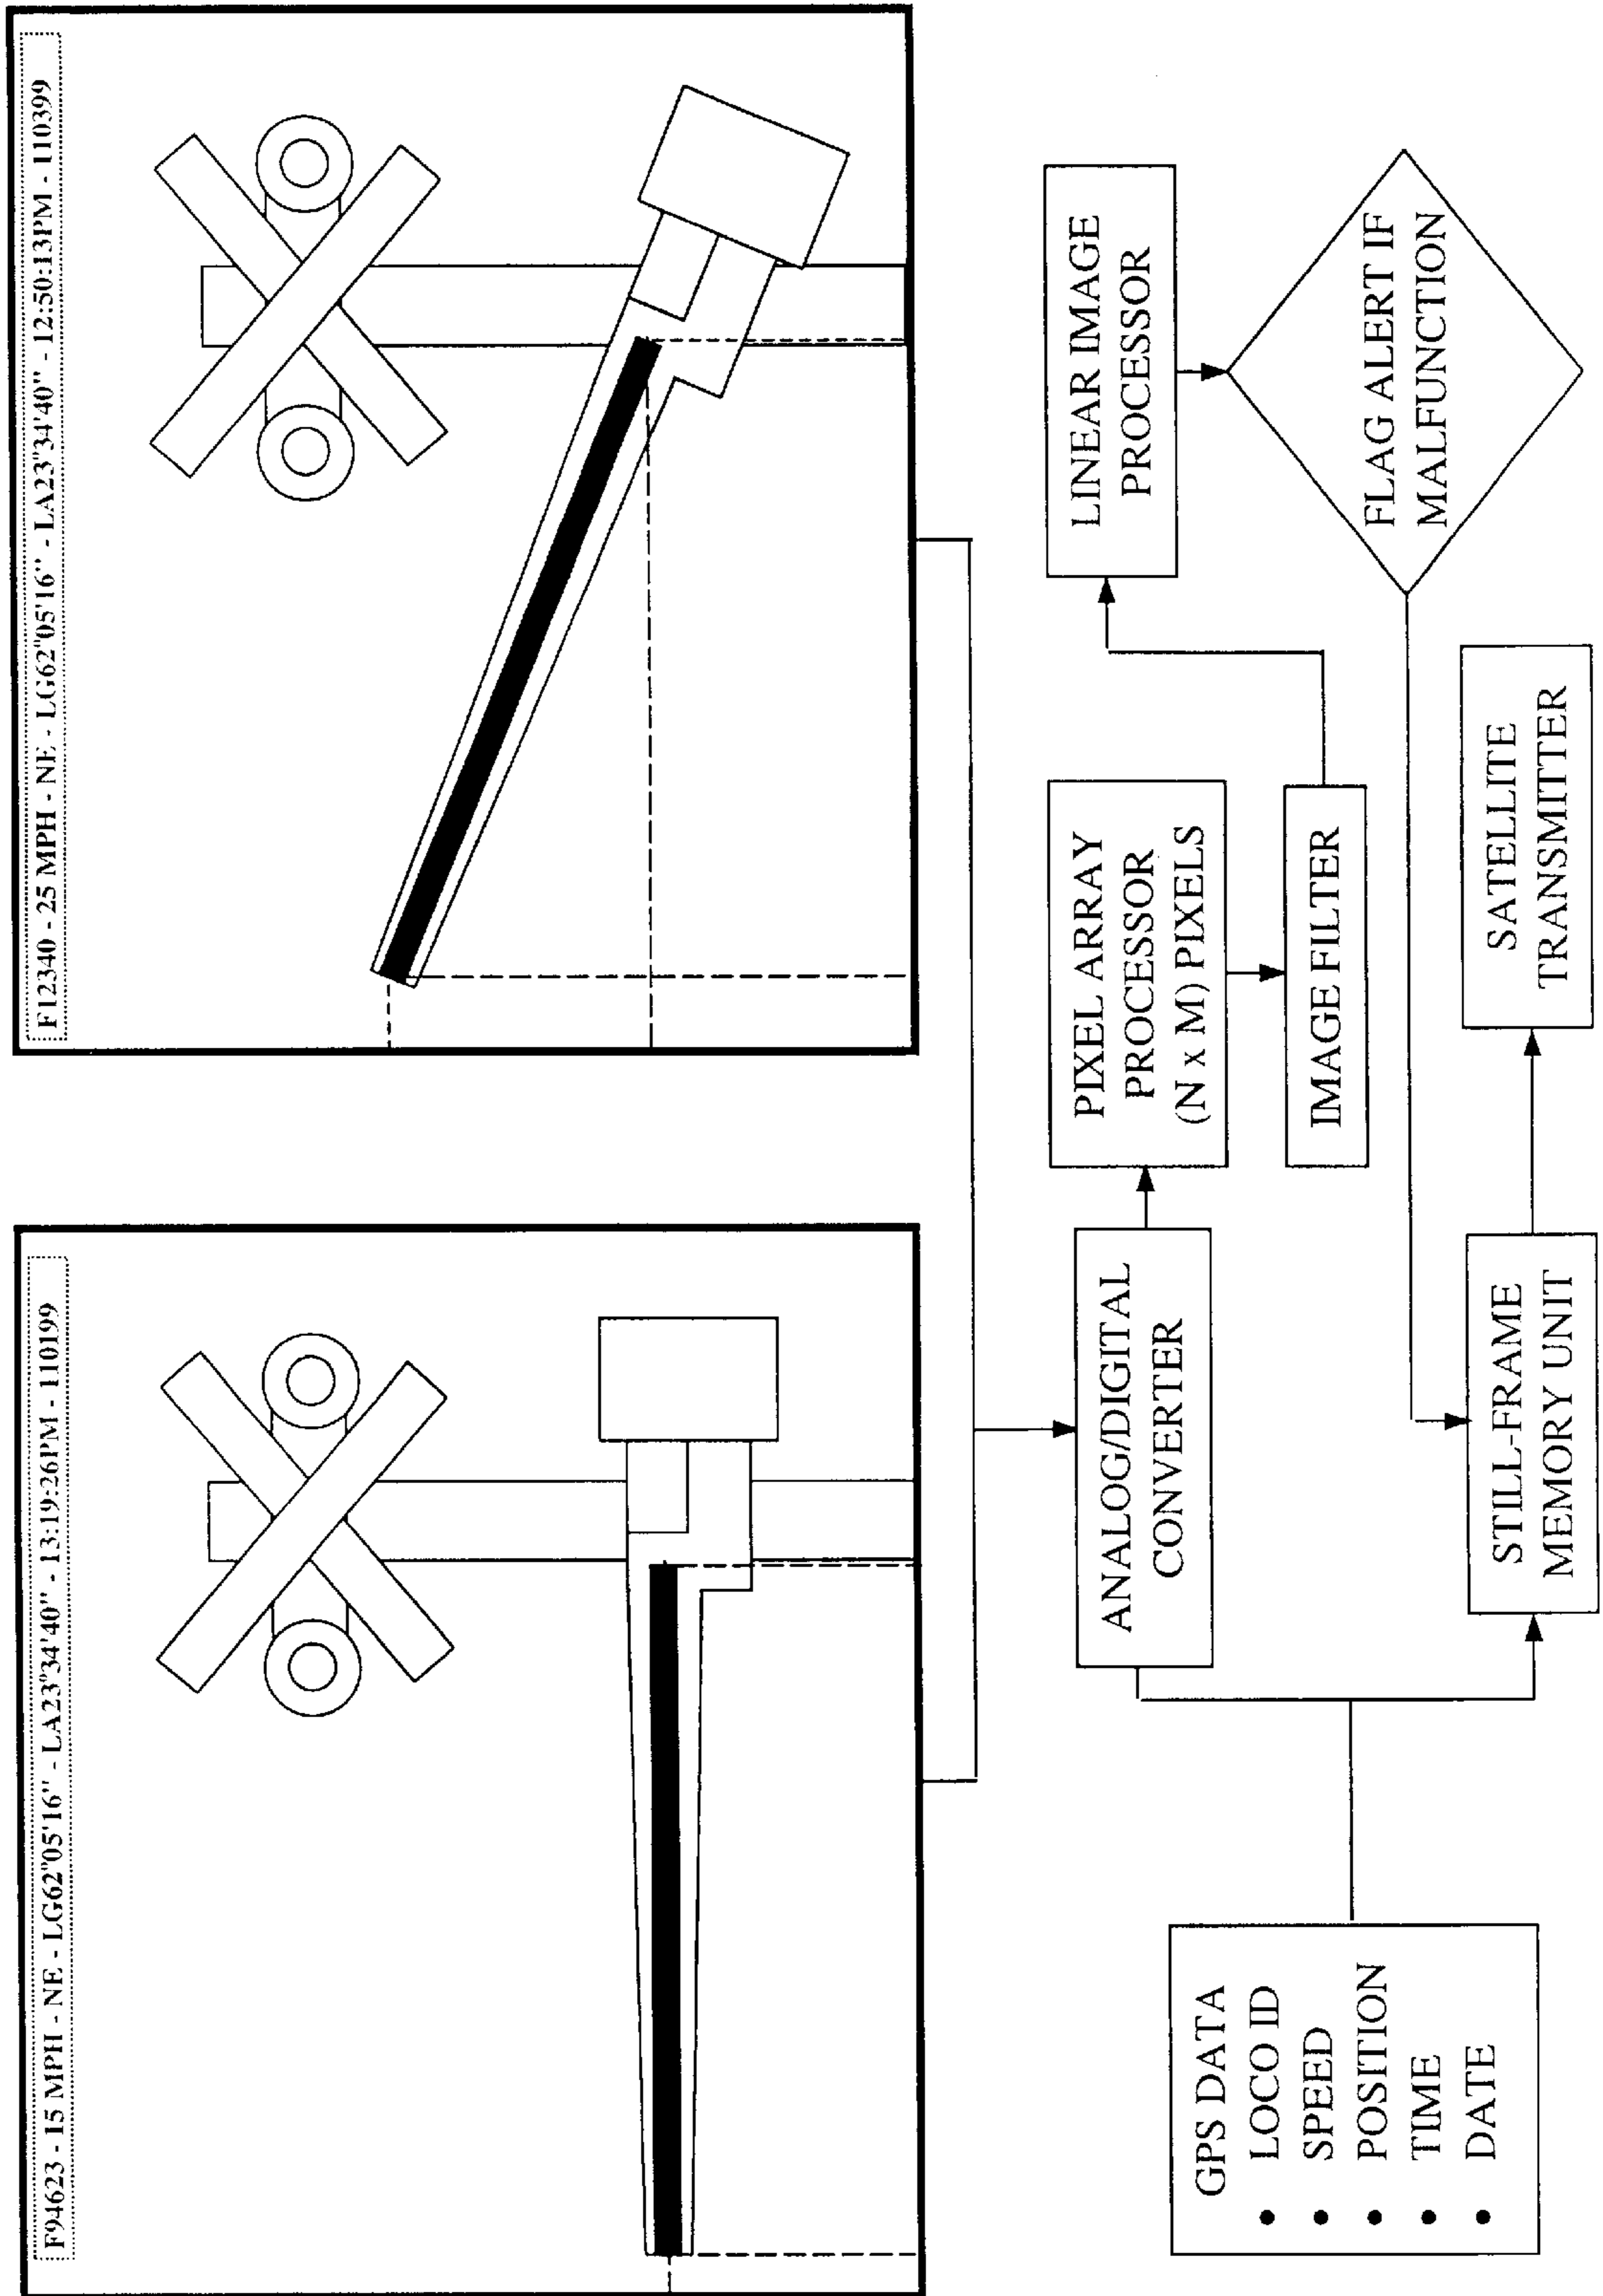 F94623 - 15 MPH - NE - LG62"05'16" - LA23"34'40" - 13:19:26PM - 110199
F12340 - 25 MPH - NE - LG62"05'16" - LA23"34'40" - 12:50:13PM - 110399
GPS DATA
• LOCO ID
• SPEED
• POSITION
• TIME
• DATE
ANALOG/DIGITAL
CONVERTER
PIXEL ARRAY
PROCESSOR
(N x M) PIXELS
IMAGE FILTER
LINEAR IMAGE
PROCESSOR
FLAG ALERT IF
MALFUNCTION
STILL-FRAME
MEMORY UNIT
SATELLITE
TRANSMITTER